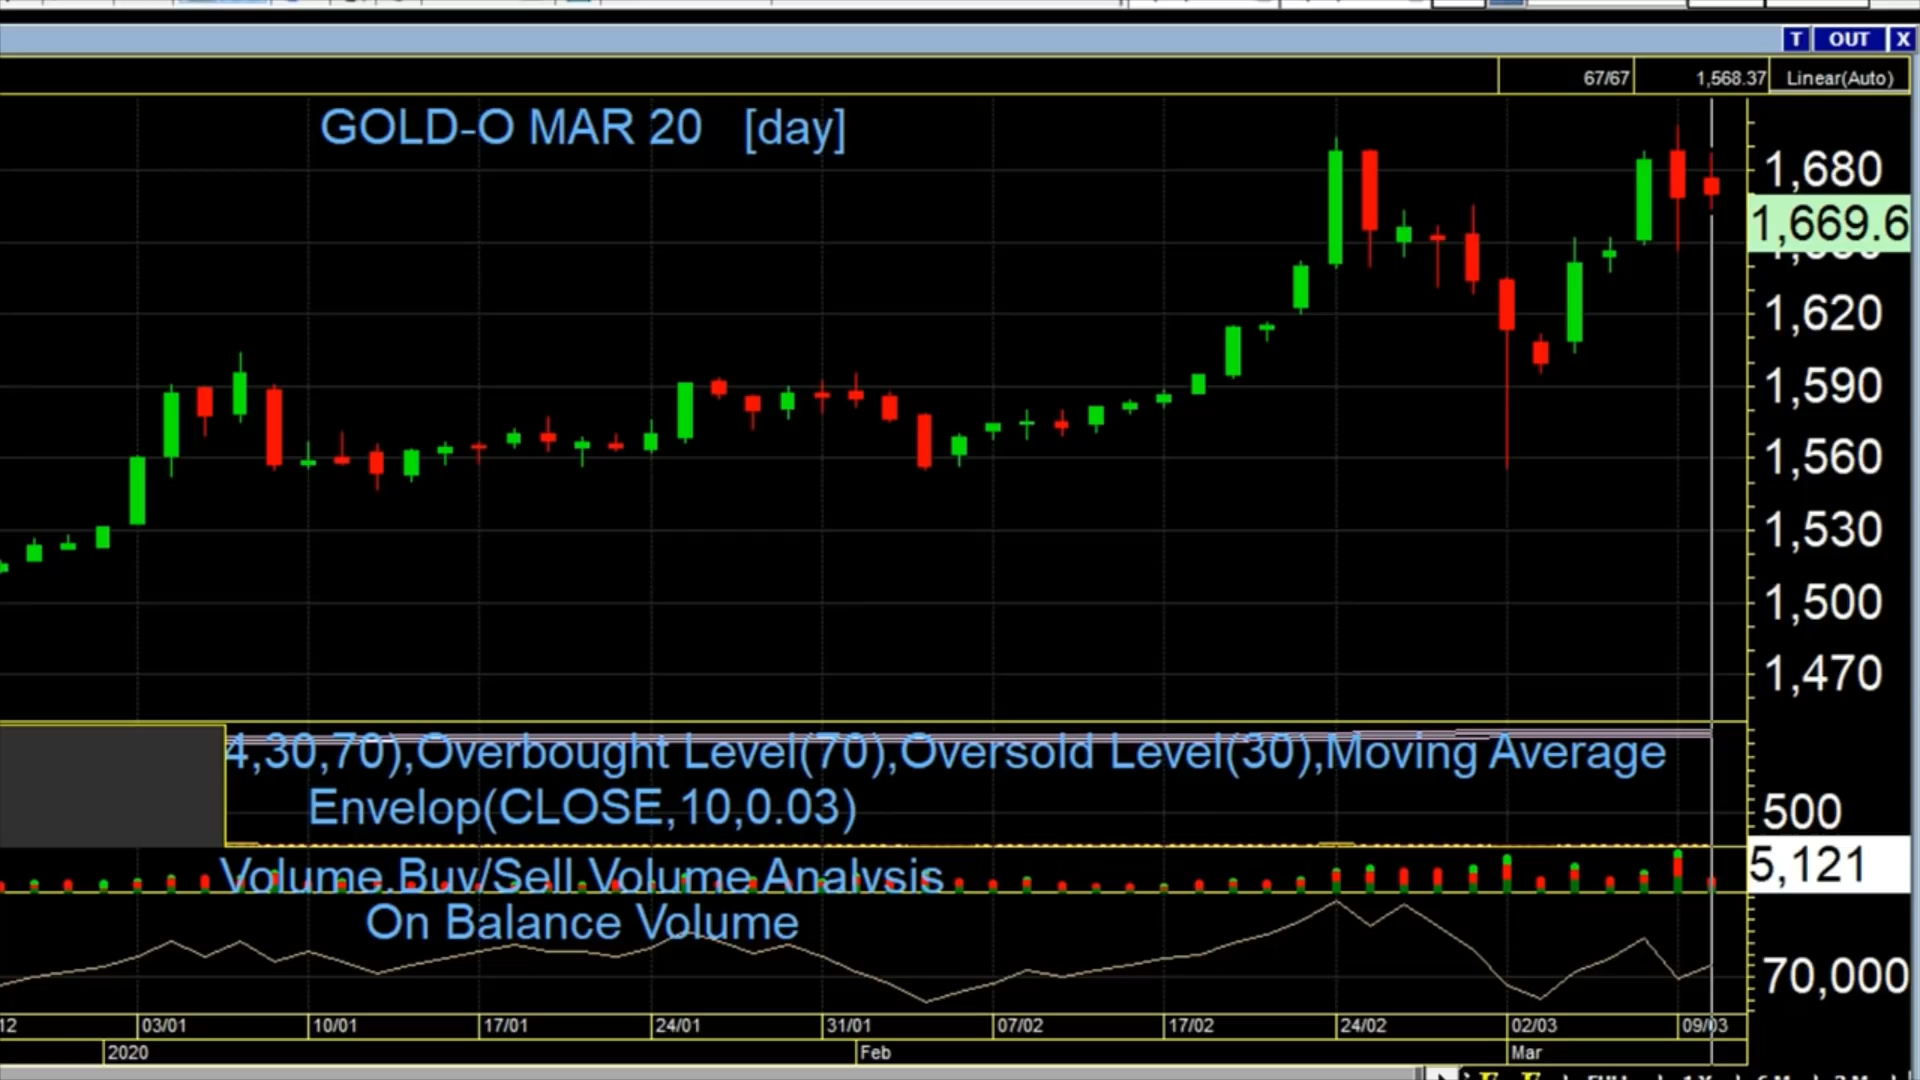 T OUT X
67/67 1,568.37 Linear(Auto)
GOLD-O MAR 20 [day]
1,680
1,669.6
1,620
1,590
1,560
1,530
1,500
1,470
4,30,70),Overbought Level(70),Oversold Level(30),Moving Average
Envelop(CLOSE,10,0.03)
500
Volume,Buy/Sell Volume Analysis
5,121
On Balance Volume
70,000
12 03/01 10/01 17/01 24/01 31/01 07/02 17/02 24/02 02/03 09/03
2020 Feb Mar